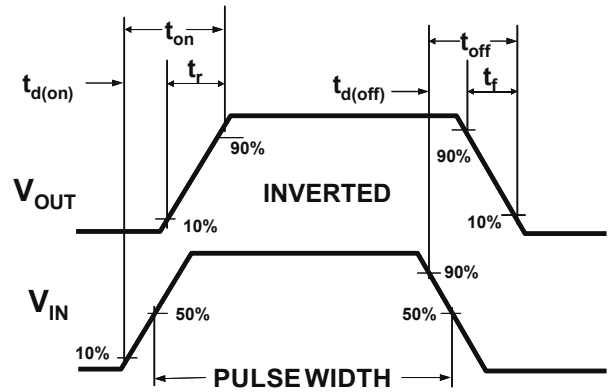 t_on
t_off
t_d(on)
t_r
t_d(off)
t_f
90%
90%
V_OUT
INVERTED
10%
10%
90%
V_IN
50%
50%
10%
PULSE WIDTH